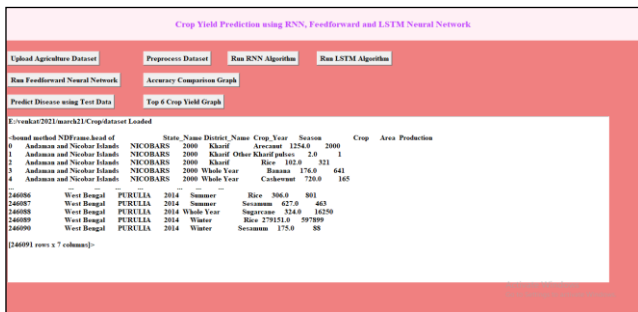 Crop Yield Prediction using RNN, Feedforward and LSTM Neural Network
Upload Agriculture Dataset Preprocess Dataset Run RNN Algorithm Run LSTM Algorithm
Run Feedforward Neural Network Accuracy Comparison Graph
Predict Disease using Test Data Top 6 Crop Yield Graph
E:/venkat/2021/march21/Crop/dataset Loaded
<bound method NDFrame.head of State_Name District_Name Crop_Year Season Crop Area Production
0 Andaman and Nicobar Islands NICOBARS 2000 Kharif Arecanut 1254.0 2000
1 Andaman and Nicobar Islands NICOBARS 2000 Kharif Other Kharif pulses 2.0 1
2 Andaman and Nicobar Islands NICOBARS 2000 Kharif Rice 102.0 321
3 Andaman and Nicobar Islands NICOBARS 2000 Whole Year Banana 176.0 641
4 Andaman and Nicobar Islands NICOBARS 2000 Whole Year Cashewnut 720.0 165
... ... ... ... ... ... ... ...
246086 West Bengal PURULIA 2014 Summer Rice 306.0 801
246087 West Bengal PURULIA 2014 Summer Sesamum 627.0 463
246088 West Bengal PURULIA 2014 Whole Year Sugarcane 324.0 16250
246089 West Bengal PURULIA 2014 Winter Rice 279151.0 597899
246090 West Bengal PURULIA 2014 Winter Sesamum 175.0 88
[246091 rows x 7 columns]>